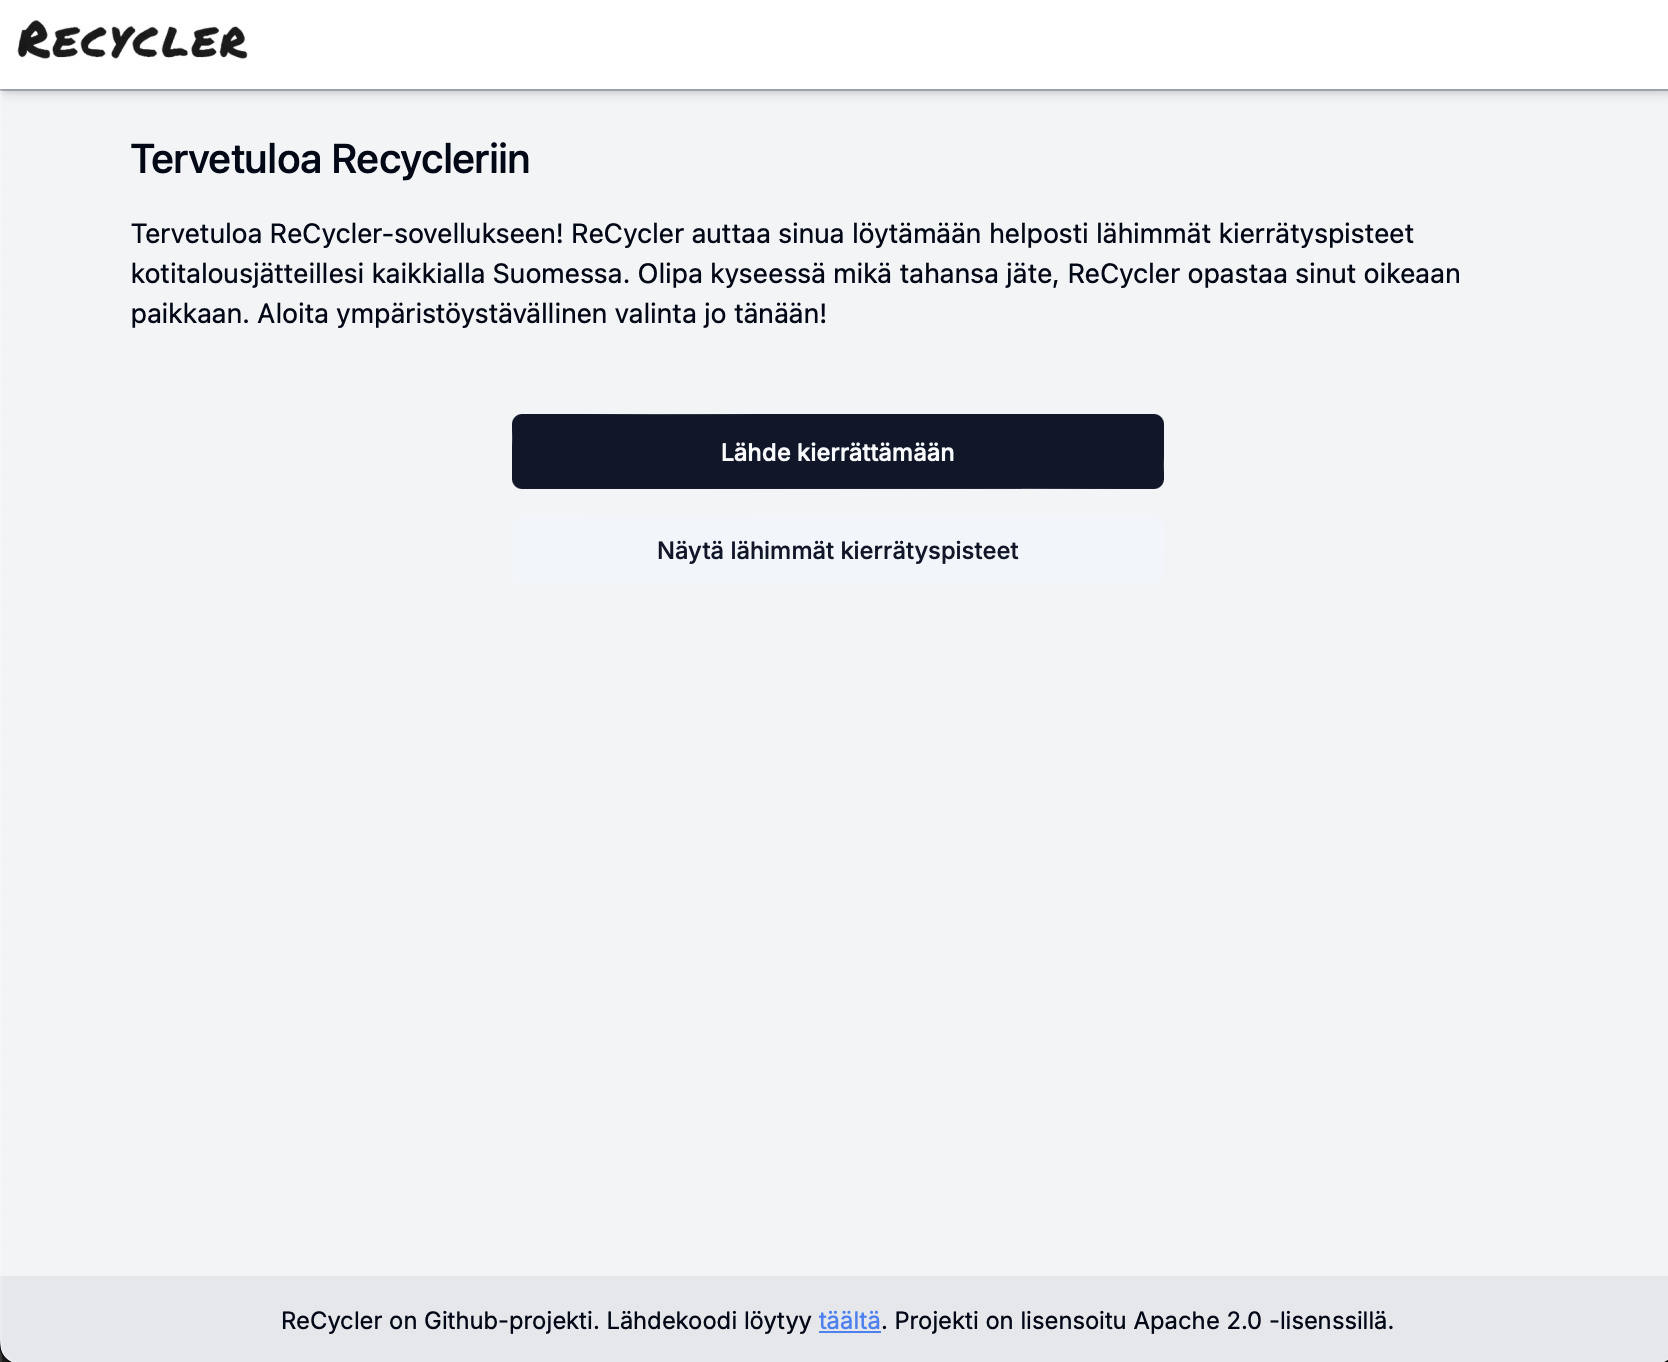 RECYCLER
Tervetuloa Recycleriin
Tervetuloa ReCycler-sovellukseen! ReCycler auttaa sinua löytämään helposti lähimmät kierrätyspisteet
kotitalousjätteillesi kaikkialla Suomessa. Olipa kyseessä mikä tahansa jäte, ReCycler opastaa sinut oikeaan
paikkaan. Aloita ympäristöystävällinen valinta jo tänään!
Lähde kierrättämään
Näytä lähimmät kierrätyspisteet
ReCycler on Github-projekti. Lähdekoodi löytyy täältä. Projekti on lisensoitu Apache 2.0 -lisenssillä.